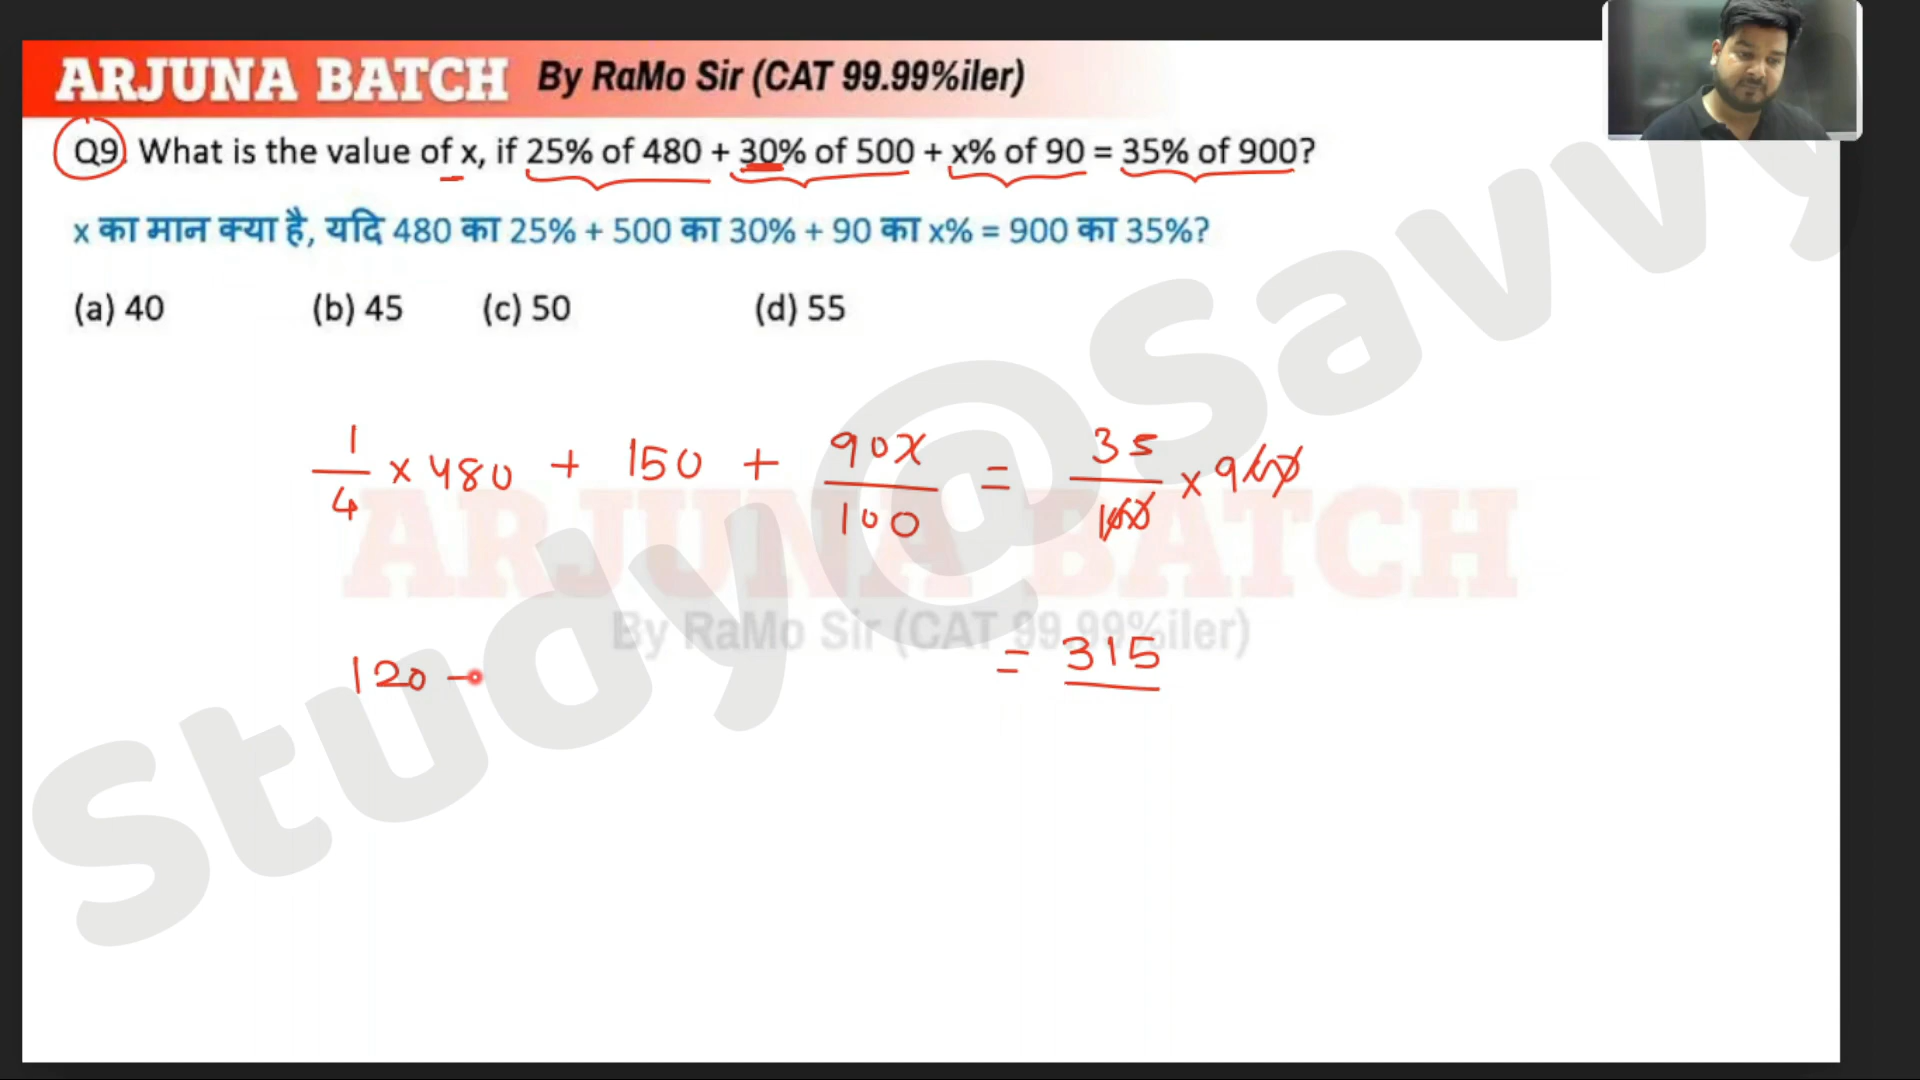 ARJUNA BATCH By RaMo Sir (CAT 99.99%iler)
Q9. What is the value of x, if 25% of 480 + 30% of 500 + x% of 90 = 35% of 900?
x का मान क्या है, यदि 480 का 25% + 500 का 30% + 90 का x% = 900 का 35%?
(a) 40 (b) 45 (c) 50 (d) 55
1/4 x 480 + 150 + 90x/100 = 35/100 x 900
ARJUNA BATCH
By RaMo Sir (CAT 99.99%iler)
120 - = 315
Study@Savvy